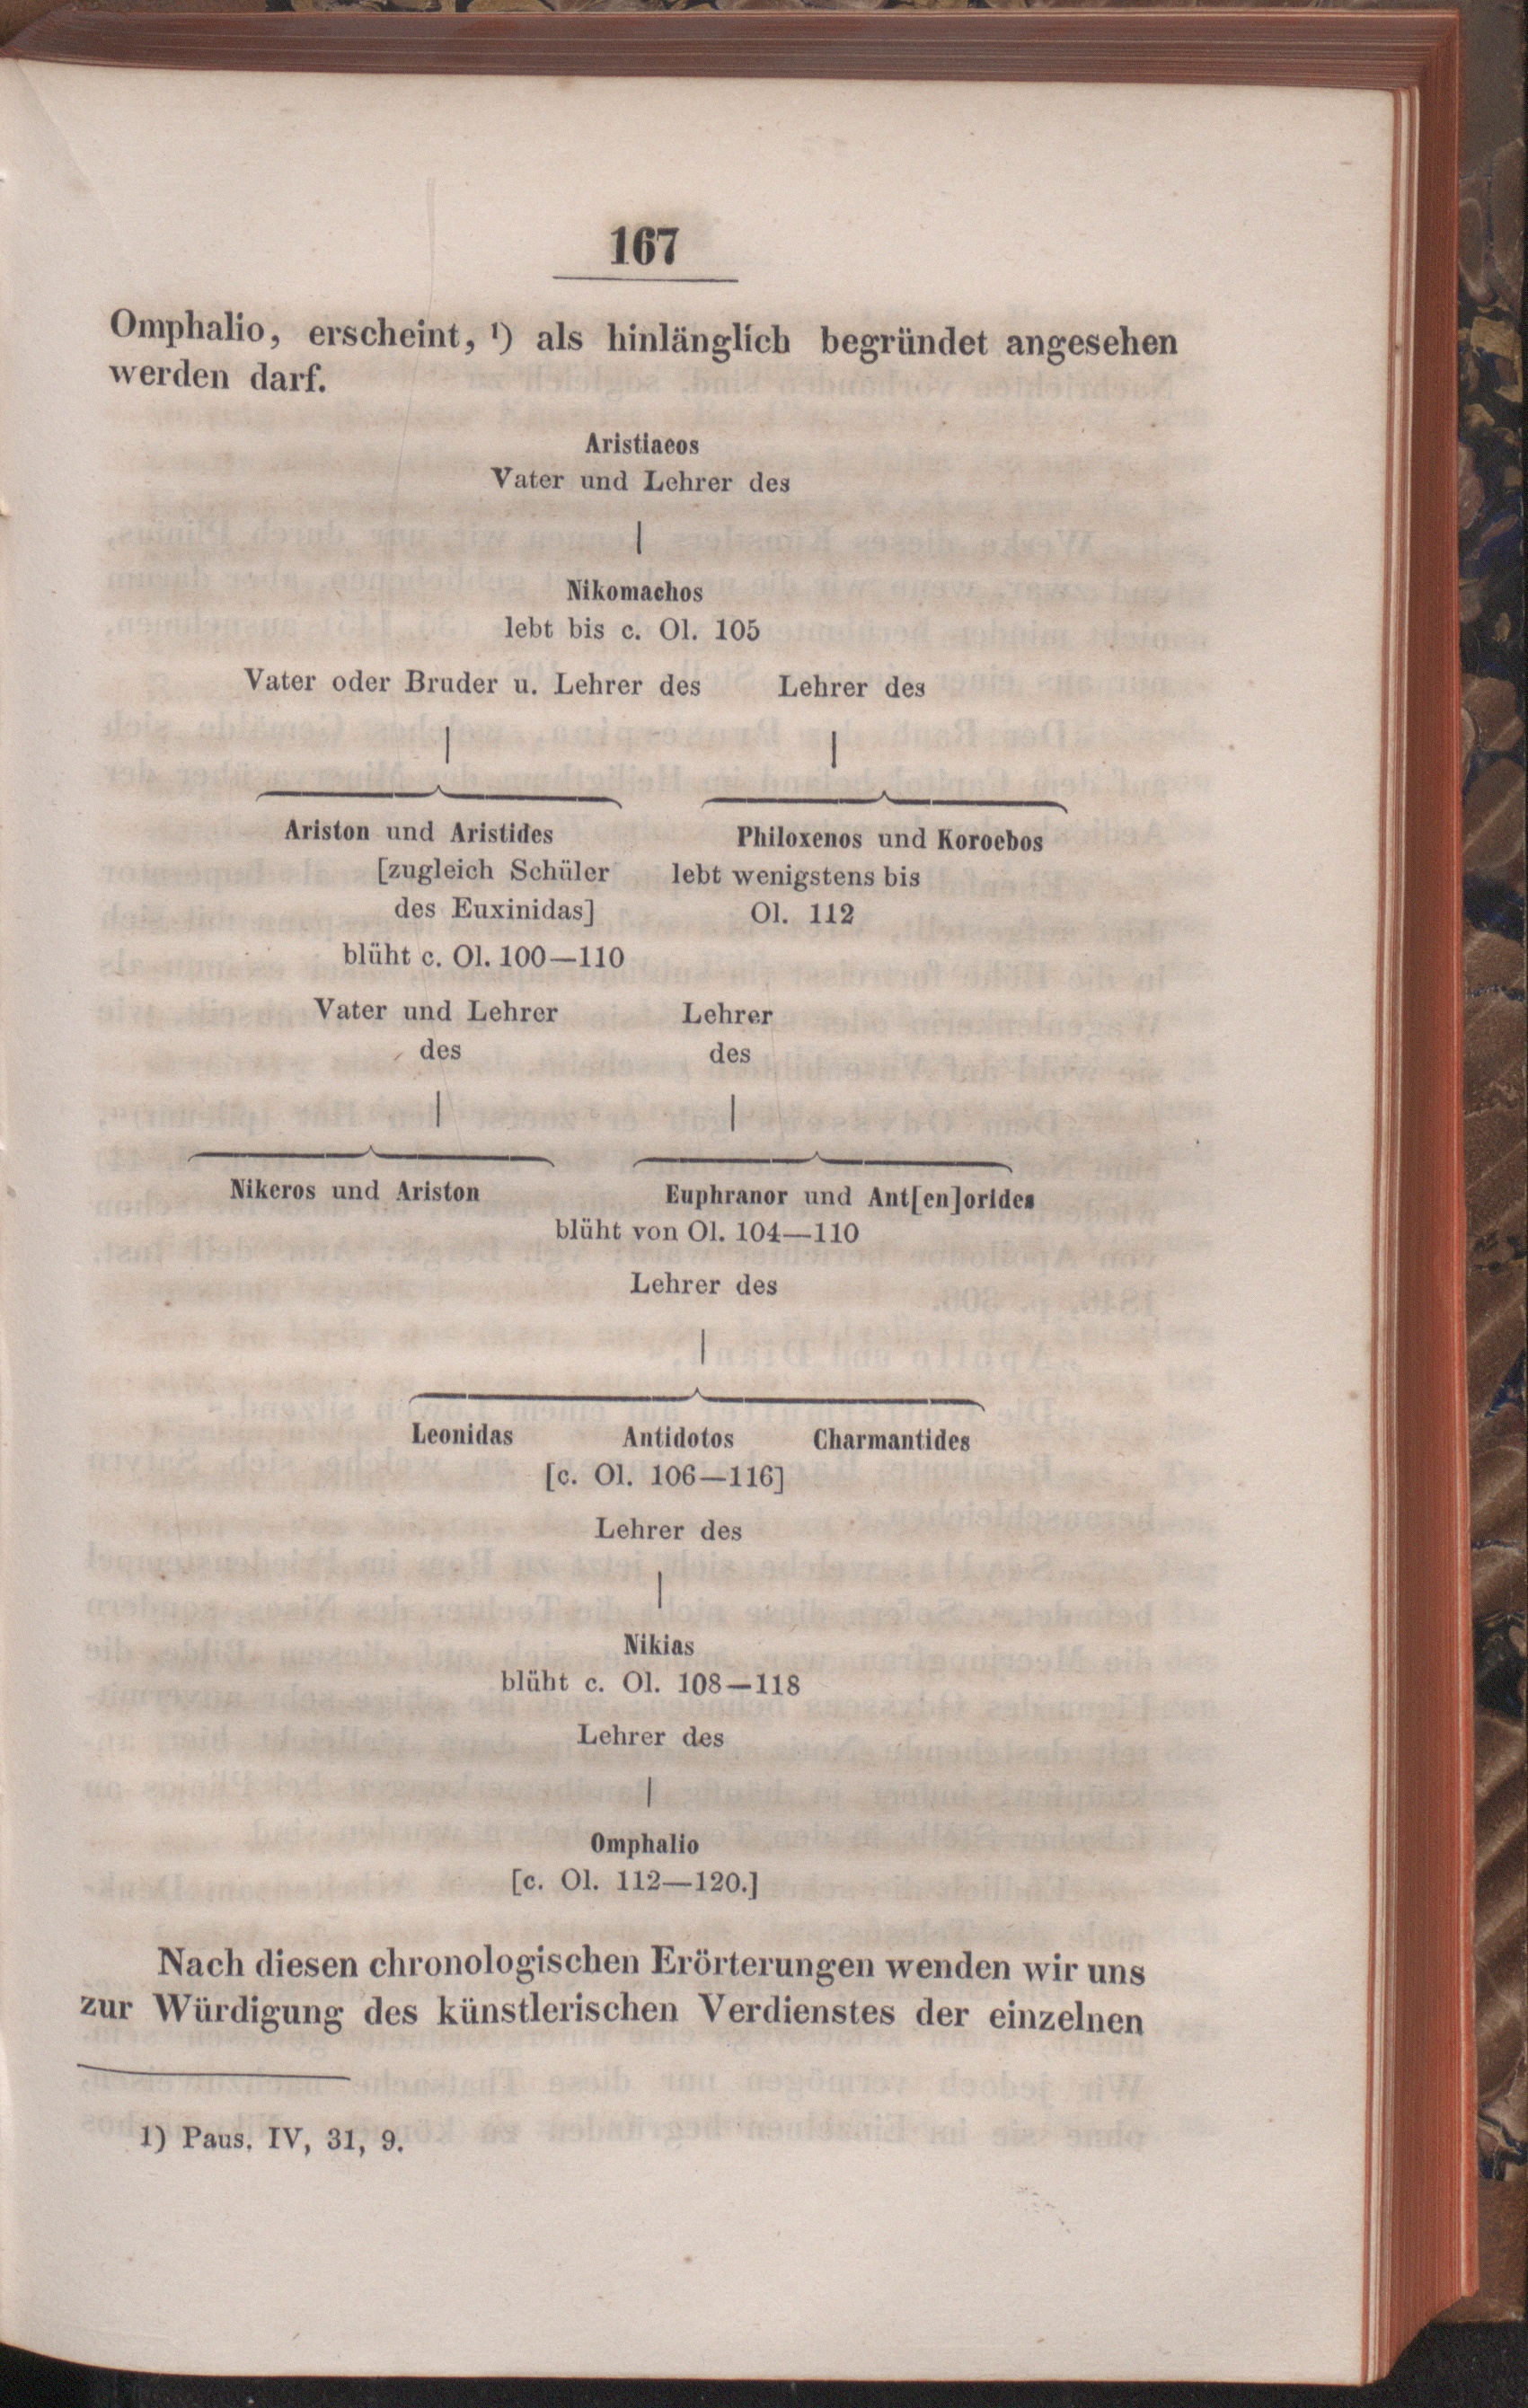 167
Omphalio, erscheint, ¹) als hinlänglich begründet angesehen
werden darf.
Aristiaeos
Vater und Lehrer des
Nikomachos
lebt bis c. Ol. 105
Vater oder Bruder u. Lehrer des Lehrer des
Ariston und Aristides Philoxenos und Koroebos
[zugleich Schüler lebt wenigstens bis
des Euxinidas] Ol. 112
blüht c. Ol. 100—110
Vater und Lehrer Lehrer
des des
Nikeros und Ariston Euphranor und Ant[en]orides
blüht von Ol. 104—110
Lehrer des
Leonidas Antidotos Charmantides
[c. Ol. 106—116]
Lehrer des
Nikias
blüht c. Ol. 108—118
Lehrer des
Omphalio
[c. Ol. 112—120.]
Nach diesen chronologischen Erörterungen wenden wir uns
zur Würdigung des künstlerischen Verdienstes der einzelnen
1) Paus. IV, 31, 9.